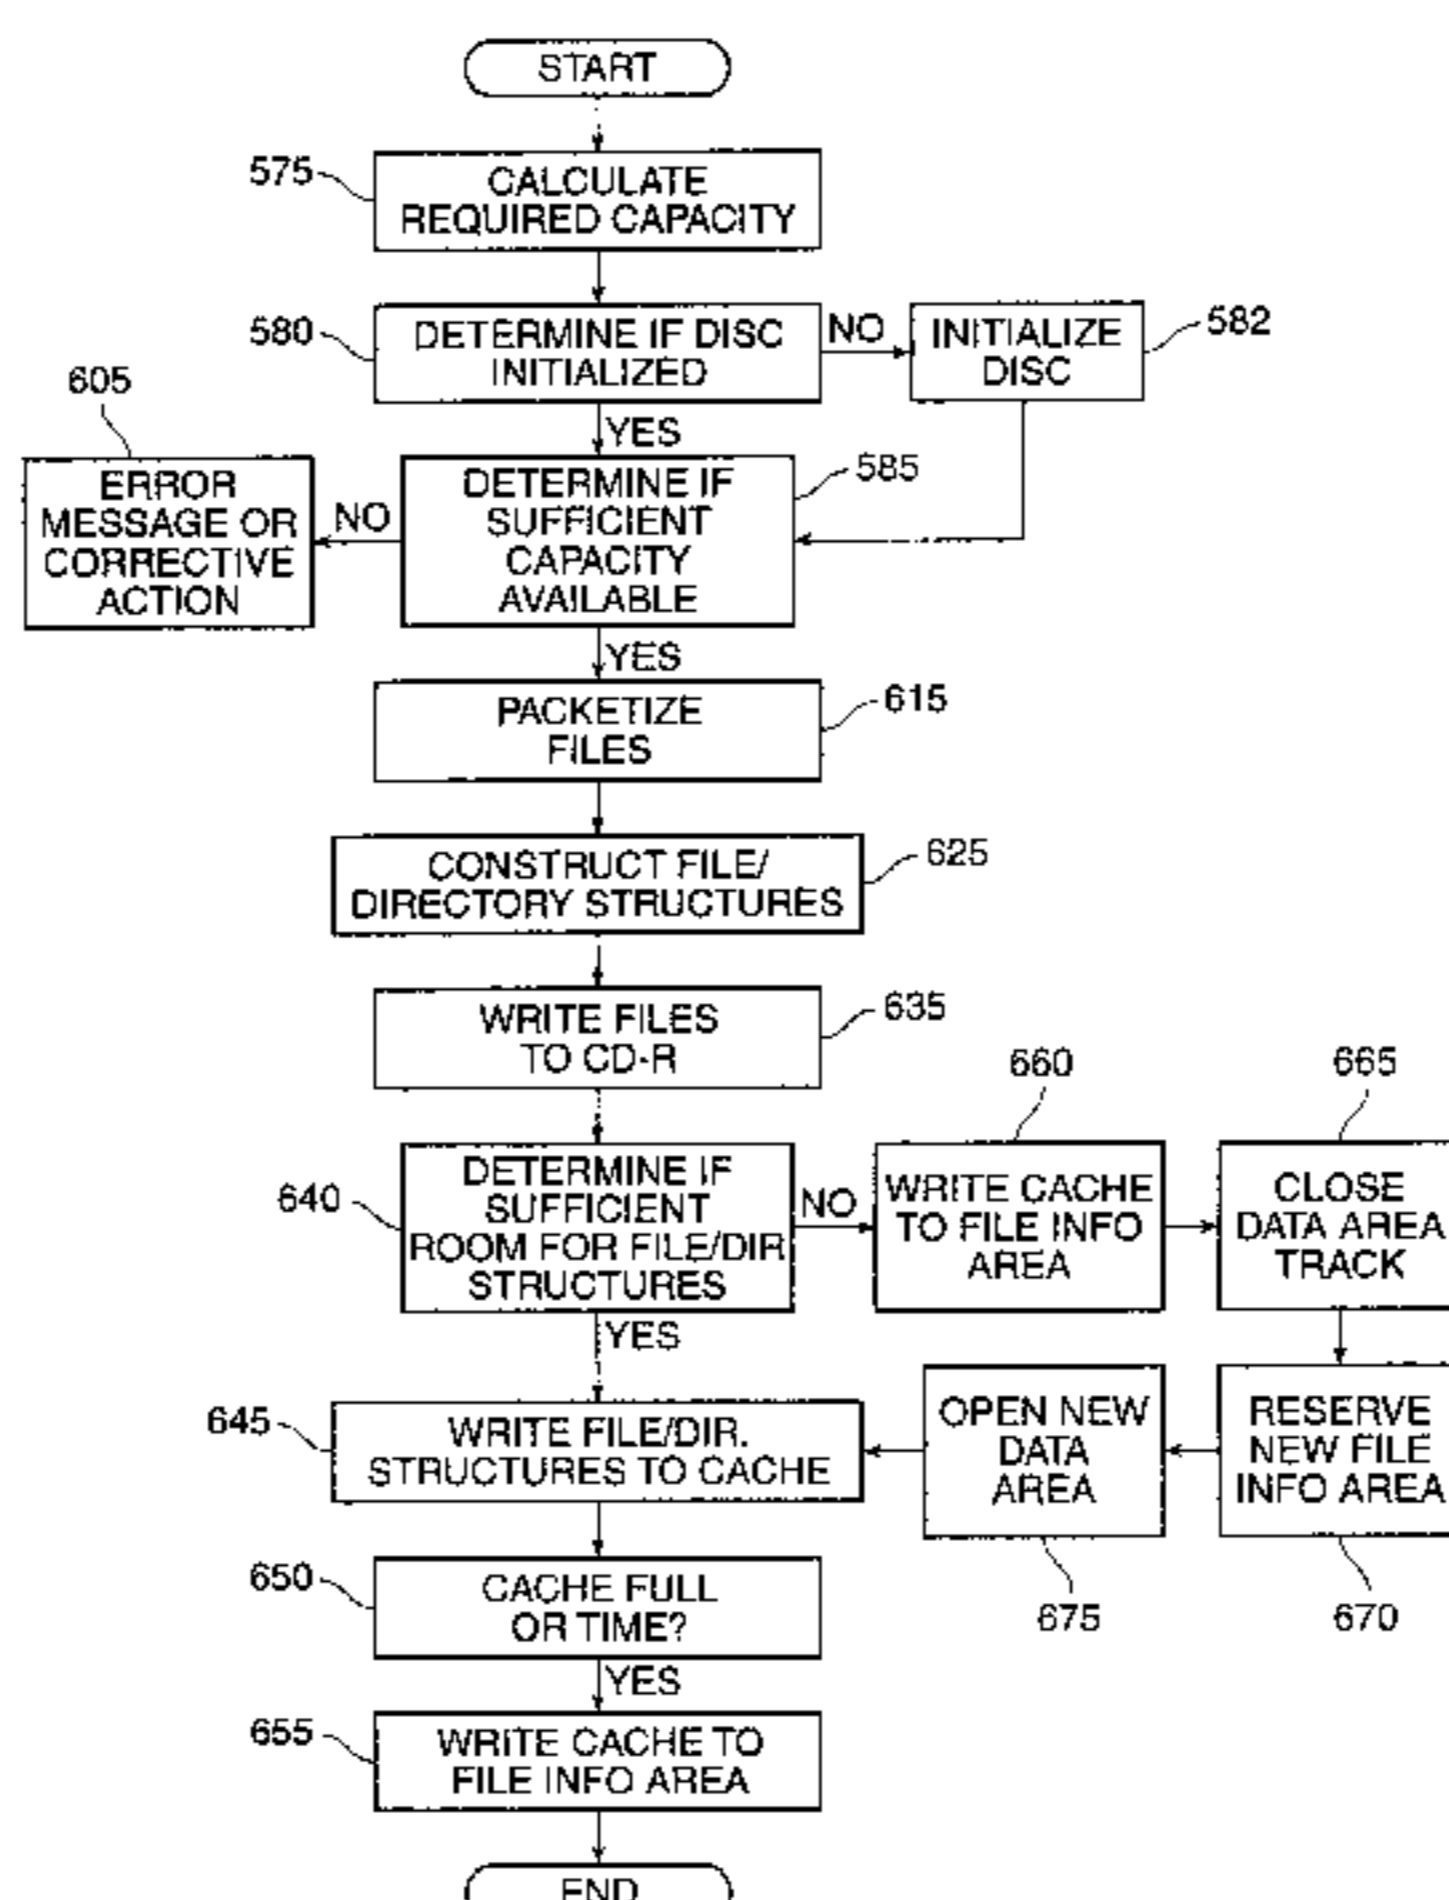 START
575
CALCULATE
REQUIRED CAPACITY
580
DETERMINE IF DISC
INITIALIZED
NO
INITIALIZE
DISC
582
YES
605
ERROR
MESSAGE OR
CORRECTIVE
ACTION
NO
DETERMINE IF
SUFFICIENT
CAPACITY
AVAILABLE
585
YES
PACKETIZE
FILES
615
CONSTRUCT FILE/
DIRECTORY STRUCTURES
625
WRITE FILES
TO CD-R
635
640
DETERMINE IF
SUFFICIENT
ROOM FOR FILE/DIR
STRUCTURES
NO
660
WRITE CACHE
TO FILE INFO
AREA
665
CLOSE
DATA AREA
TRACK
YES
645
WRITE FILE/DIR.
STRUCTURES TO CACHE
OPEN NEW
DATA
AREA
675
RESERVE
NEW FILE
INFO AREA
670
650
CACHE FULL
OR TIME?
YES
655
WRITE CACHE TO
FILE INFO AREA
END